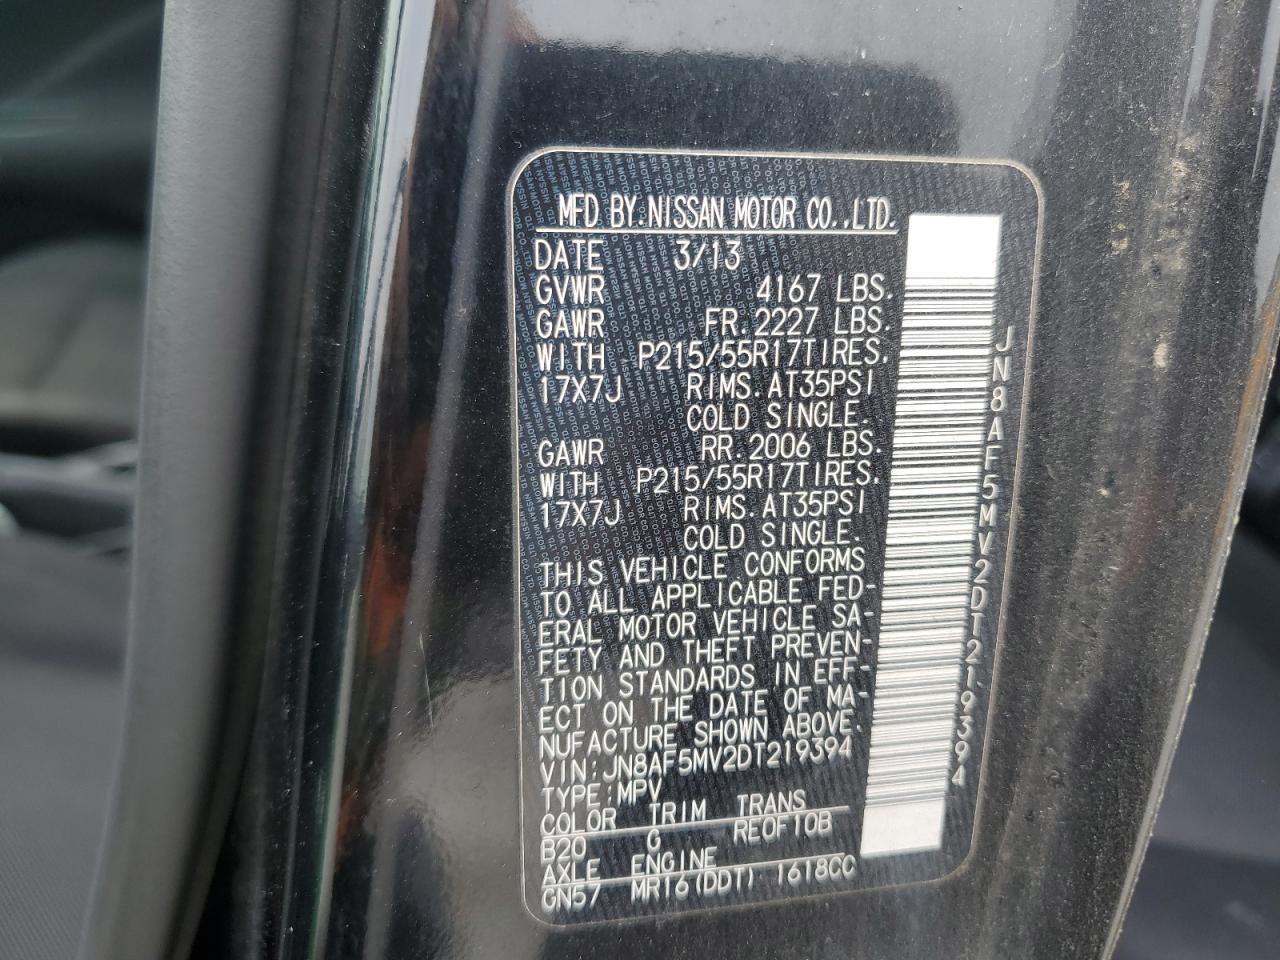 MFD. BY: NISSAN MOTOR CO.,LTD.
DATE 3/13
GVWR 4167 LBS.
GAWR FR. 2227 LBS.
WITH P215/55R17TIRES.
17X7J RIMS. AT35PSI
COLD SINGLE.
GAWR RR. 2006 LBS.
WITH P215/55R17TIRES.
17X7J RIMS. AT35PSI
COLD SINGLE.
THIS VEHICLE CONFORMS
TO ALL APPLICABLE FED-
ERAL MOTOR VEHICLE SA-
FETY AND THEFT PREVEN-
TION STANDARDS IN EFF-
ECT ON THE DATE OF MA-
NUFACTURE SHOWN ABOVE.
VIN:JN8AF5MV2DT219394
TYPE:MPV
COLOR TRIM TRANS
B20 G RE0F10B
AXLE ENGINE
GN57 MR16(DDT) 1618CC
JN8AF5MV2DT219394